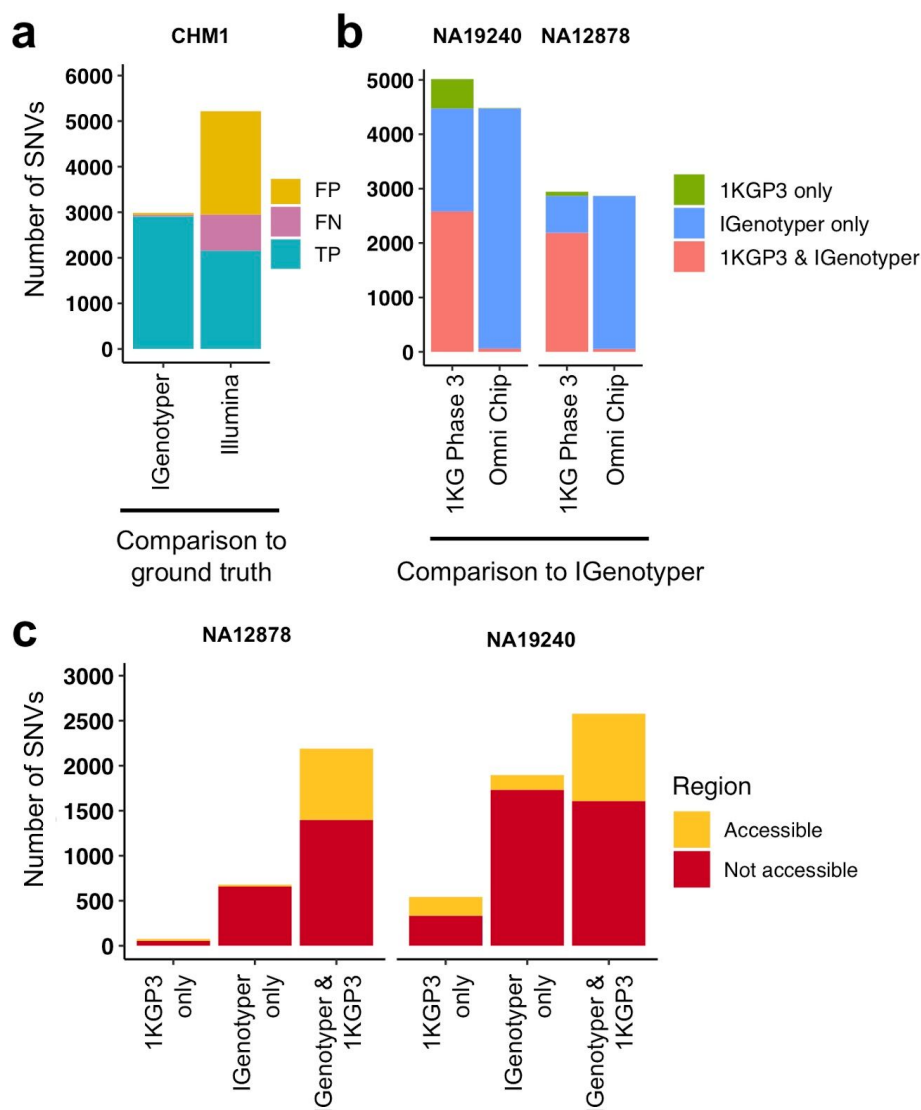 a
CHM1
Number of SNVs
6000
5000
4000
3000
2000
1000
0
FP
FN
TP
IGenotyper
Illumina
Comparison to
ground truth
b
NA19240
NA12878
5000
4000
3000
2000
1000
0
1KGP3 only
IGenotyper only
1KGP3 & IGenotyper
1KG Phase 3
Omni Chip
1KG Phase 3
Omni Chip
Comparison to IGenotyper
c
NA12878
NA19240
Number of SNVs
3000
2500
2000
1500
1000
500
0
1KGP3
only
IGenotyper
only
Genotyper &
1KGP3
1KGP3
only
IGenotyper
only
Genotyper &
1KGP3
Region
Accessible
Not accessible